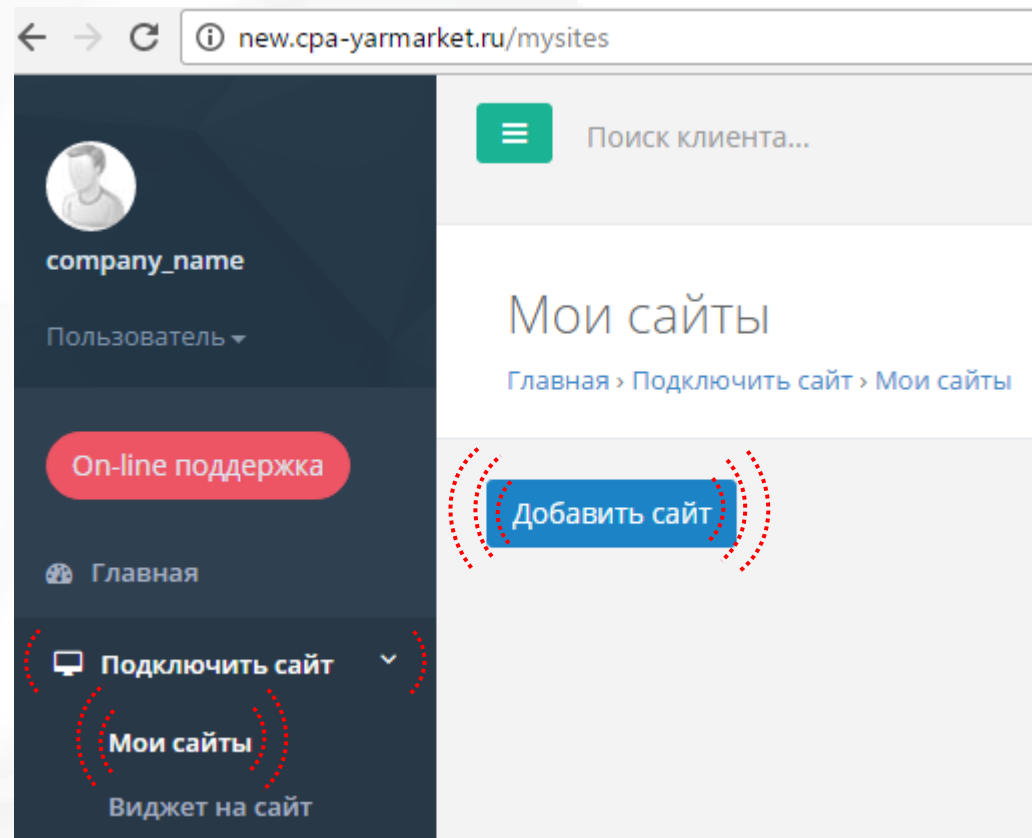 new.cpa-yarmarket.ru/mysites
Поиск клиента...
company_name
Пользователь
Мои сайты
Главная › Подключить сайт › Мои сайты
On-line поддержка
Добавить сайт
Главная
Подключить сайт
Мои сайты
Виджет на сайт